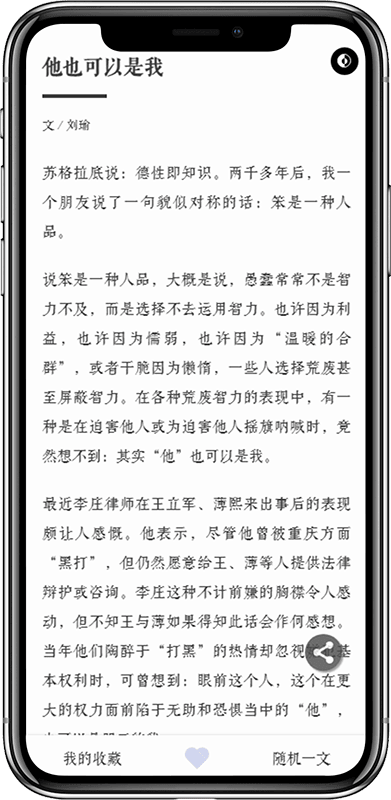 他也可以是我
文 / 刘瑜
苏格拉底说：德性即知识。两千多年后，我一
个朋友说了一句貌似对称的话：笨是一种人
品。
说笨是一种人品，大概是说，愚蠢常常不是智
力不及，而是选择不去运用智力。也许因为利
益，也许因为懦弱，也许因为“温暖的合
群”，或者干脆因为懒惰，一些人选择荒废甚
至屏蔽智力。在各种荒废智力的表现中，有一
种是在迫害他人或为迫害他人摇旗呐喊时，竟
然想不到：其实“他”也可以是我。
最近李庄律师在王立军、薄熙来出事后的表现
颇让人感慨。他表示，尽管他曾被重庆方面
“黑打”，但仍然愿意给王、薄等人提供法律
辩护或咨询。李庄这种不计前嫌的胸襟令人感
动，但不知王与薄如果得知此话会作何感想。
当年他们陶醉于“打黑”的热情却忽视 基
本权利时，可曾想到：眼前这个人，这个在更
大的权力面前陷于无助和恐惧当中的“他”，
我的收藏
随机一文